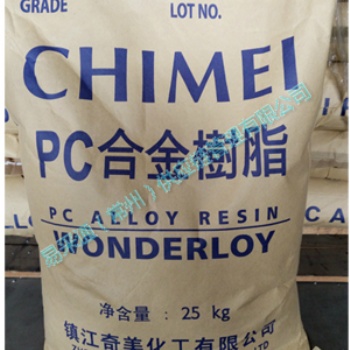 GRADE LOT NO.
CHIMEI
PC合金樹脂
PC ALLOY RESIN
WONDERLOY
净含量 : 25 kg
镇江奇美化工有限公司